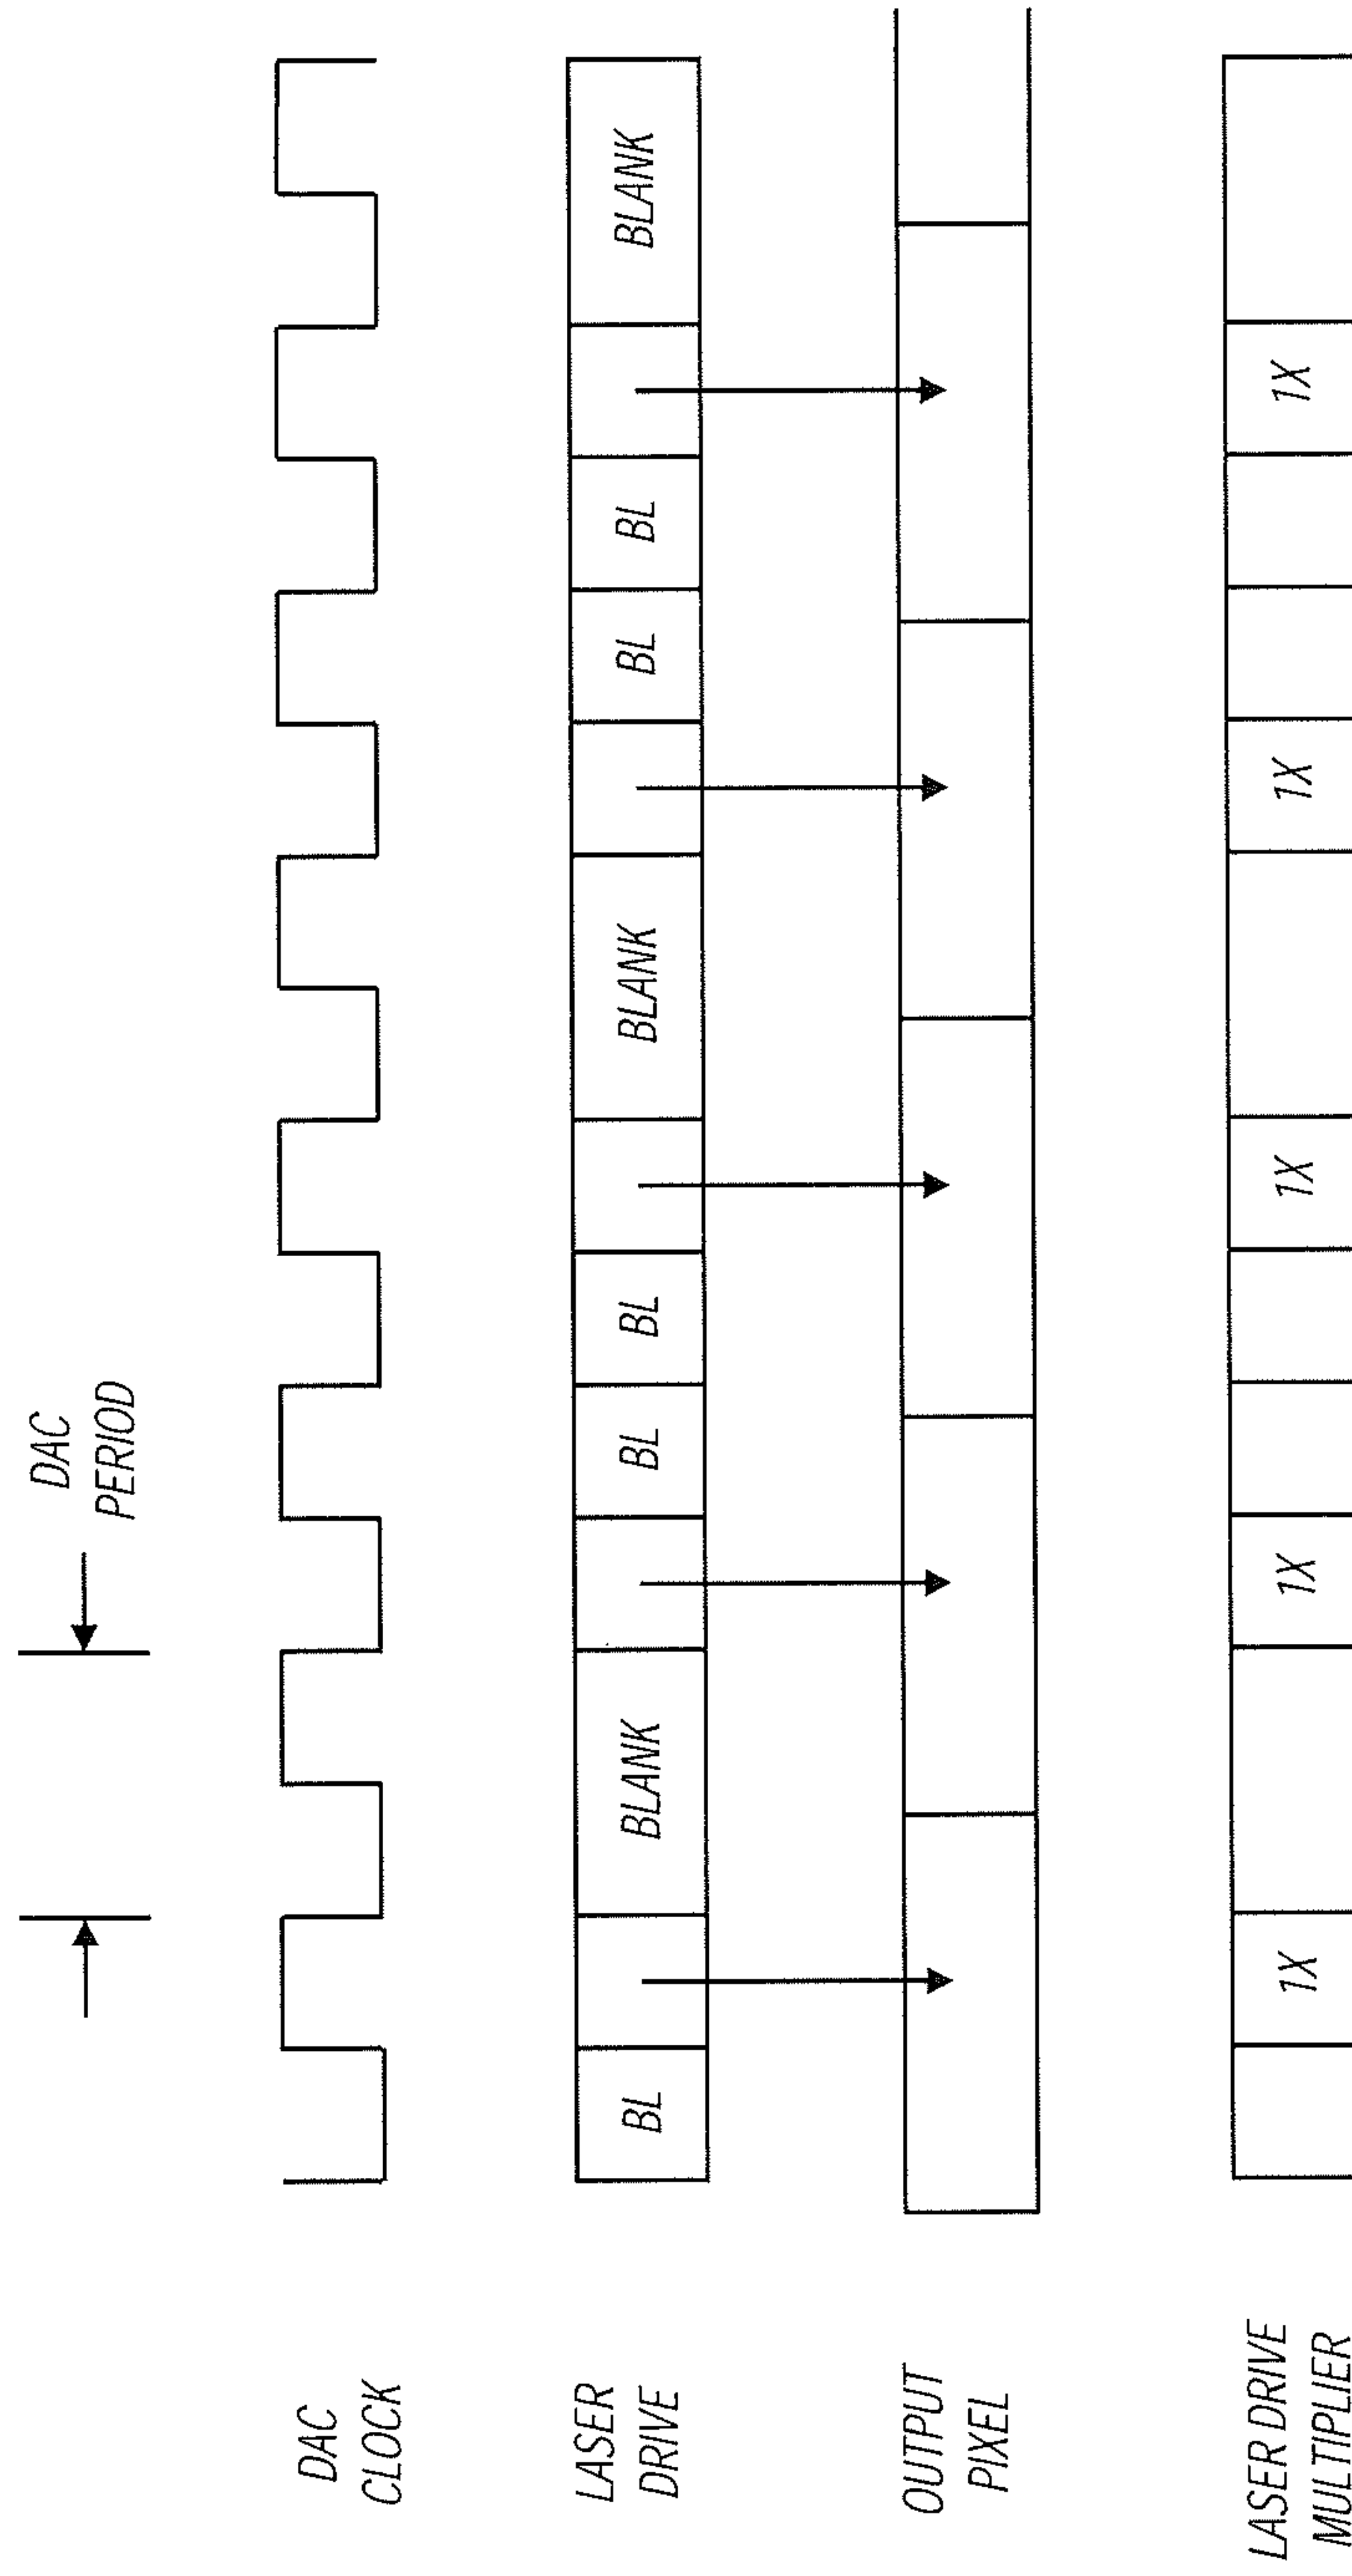 DAC
PERIOD
DAC
CLOCK
LASER
DRIVE
BL
BLANK
BL
BL
BLANK
BL
BL
BLANK
OUTPUT
PIXEL
LASER DRIVE
MULTIPLIER
1X
1X
1X
1X
1X